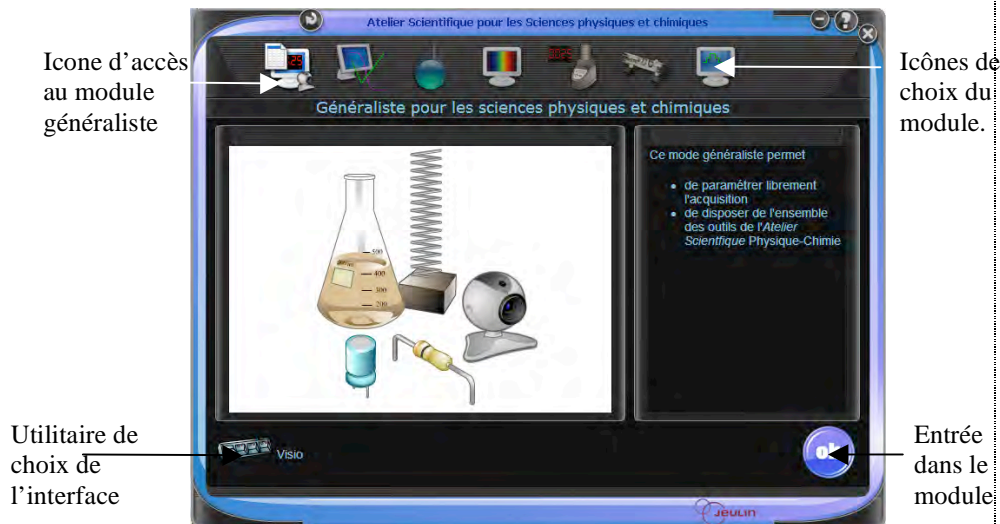 Atelier Scientifique pour les Sciences physiques et chimiques
Icone d'accès
au module
généraliste
Icônes de
choix du
module.
Généraliste pour les sciences physiques et chimiques
Ce mode généraliste permet
• de paramétrer librement
l'acquisition
• de disposer de l'ensemble
des outils de l'Atelier
Scientfique Physique-Chimie
500
400
300
200
Utilitaire de
choix de
l'interface
Visio
ok
Entrée
dans le
module
Jeulin